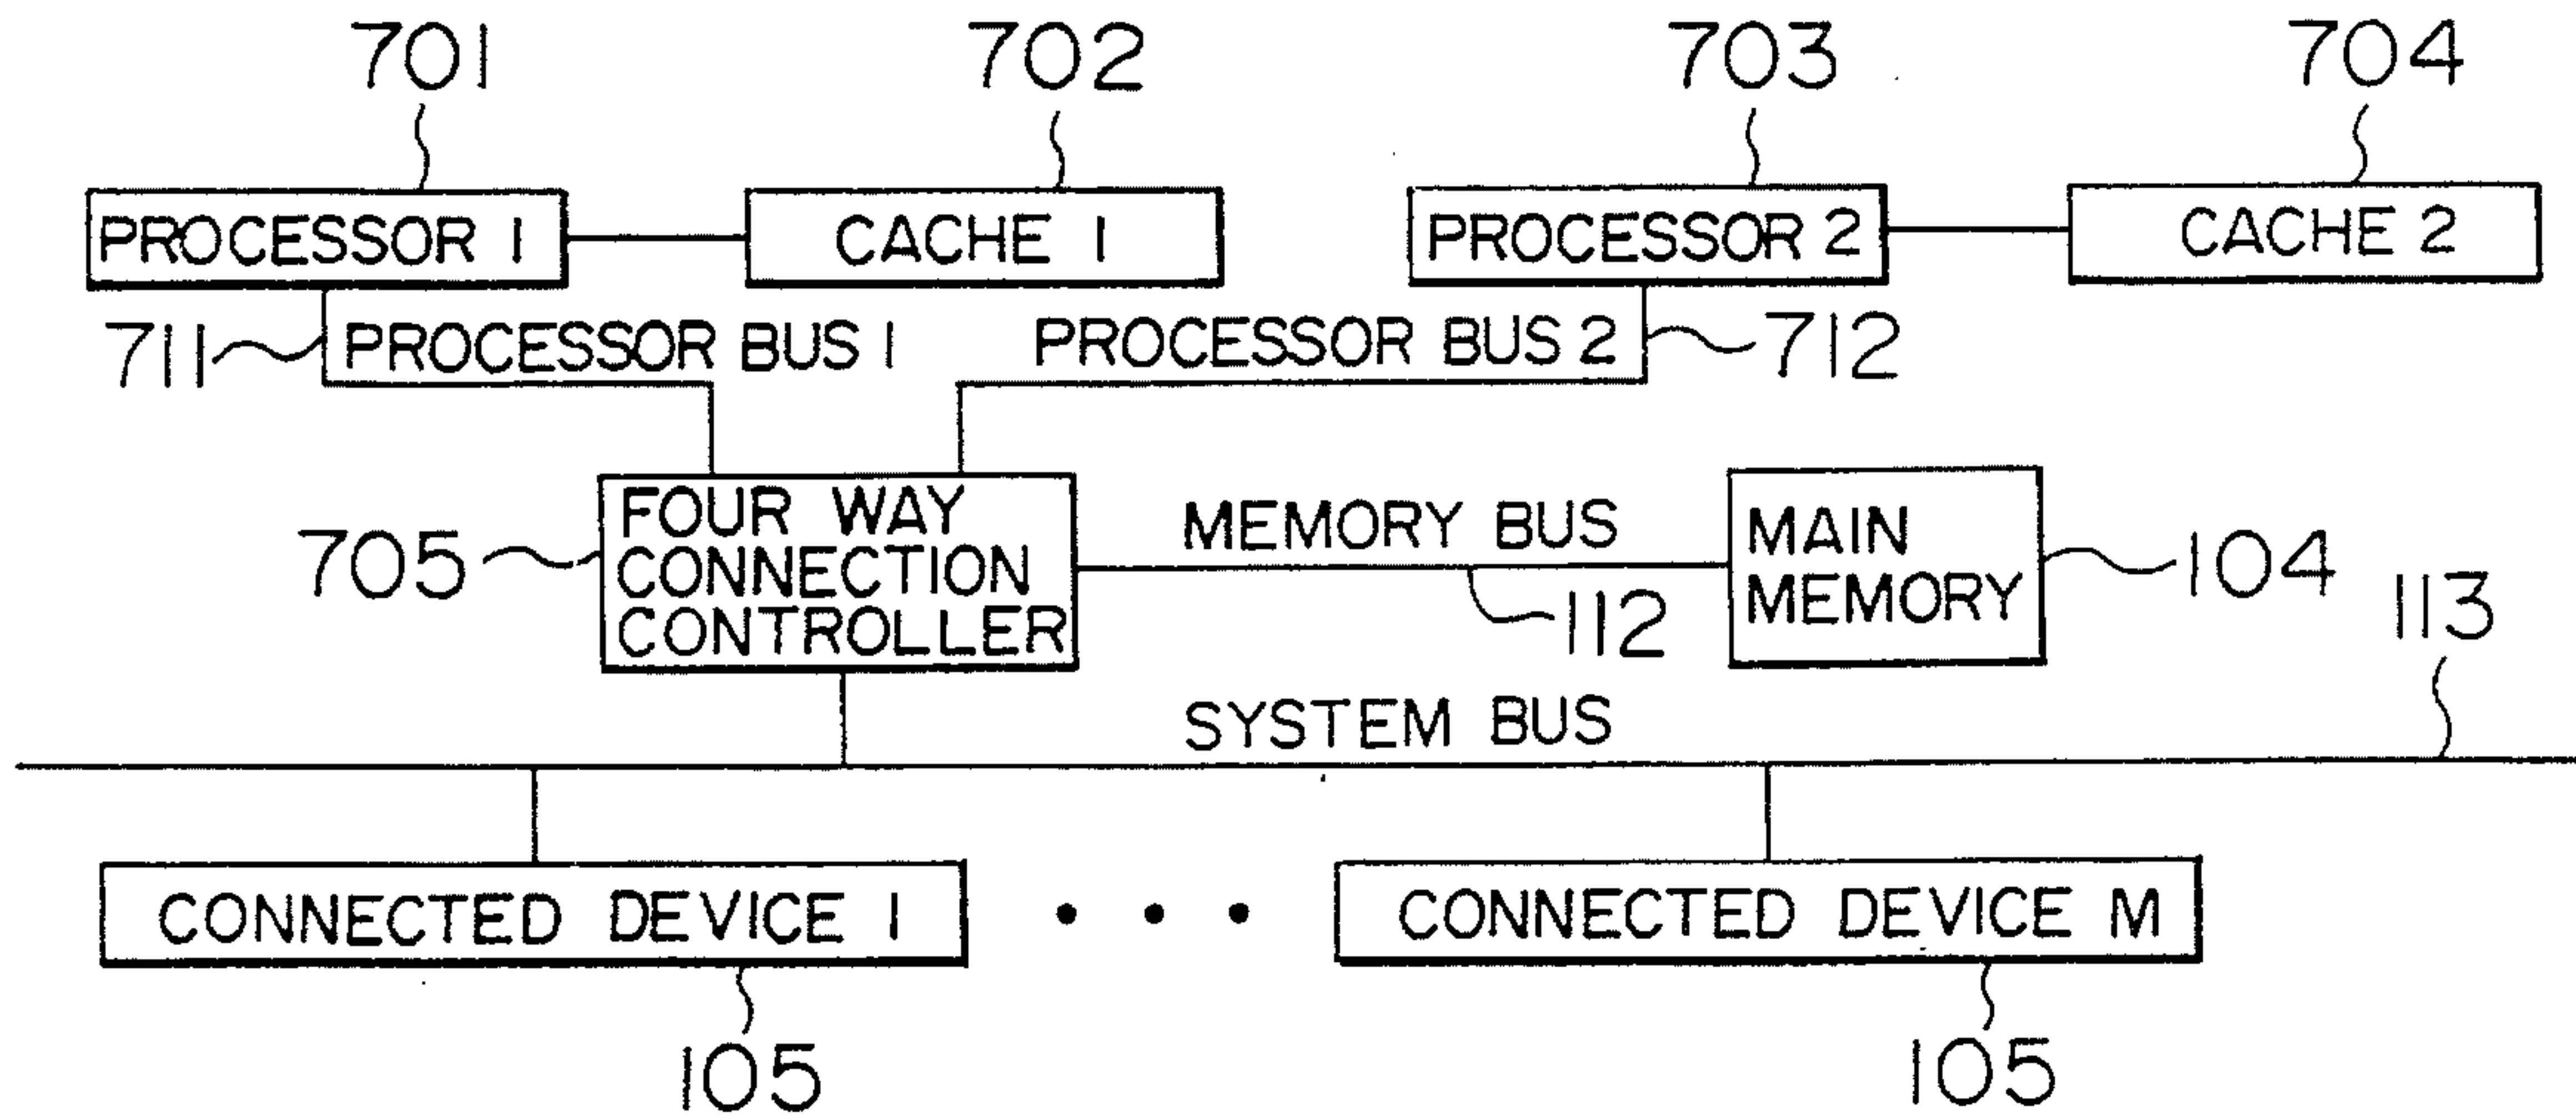 701
702
703
704
PROCESSOR 1
CACHE 1
PROCESSOR 2
CACHE 2
711
PROCESSOR BUS 1
PROCESSOR BUS 2
712
705
FOUR WAY
CONNECTION
CONTROLLER
MEMORY BUS
112
MAIN
MEMORY
104
113
SYSTEM BUS
CONNECTED DEVICE 1
• • •
CONNECTED DEVICE M
105
105